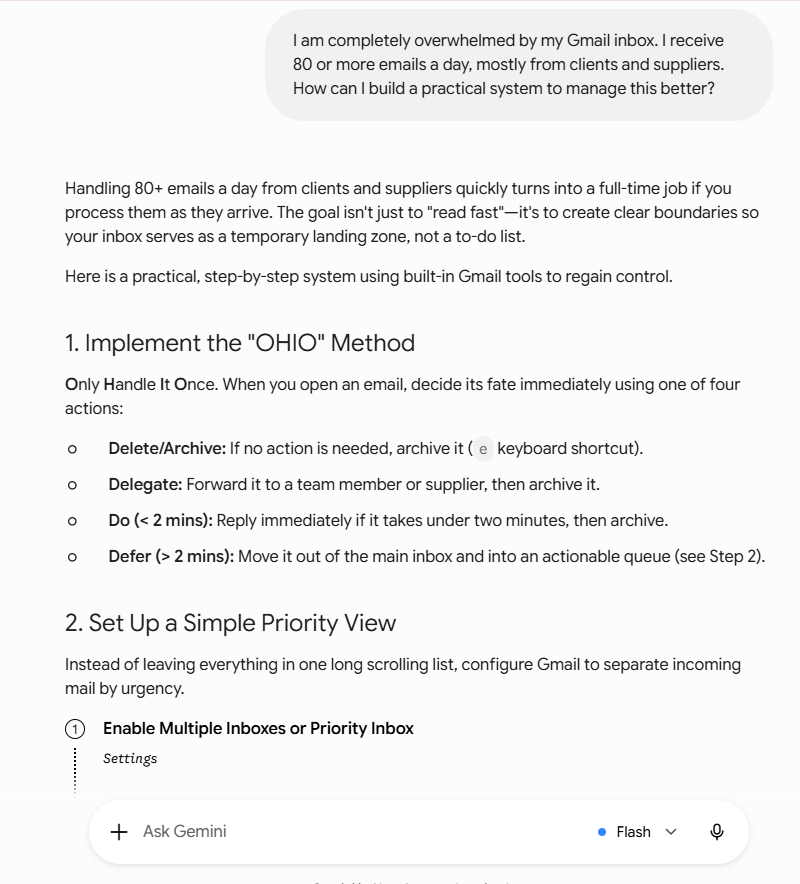 I am completely overwhelmed by my Gmail inbox. I receive
80 or more emails a day, mostly from clients and suppliers.
How can I build a practical system to manage this better?
Handling 80+ emails a day from clients and suppliers quickly turns into a full-time job if you
process them as they arrive. The goal isn't just to "read fast"—it's to create clear boundaries so
your inbox serves as a temporary landing zone, not a to-do list.
Here is a practical, step-by-step system using built-in Gmail tools to regain control.
1. Implement the "OHIO" Method
Only Handle It Once. When you open an email, decide its fate immediately using one of four
actions:
Delete/Archive: If no action is needed, archive it ( e keyboard shortcut).
Delegate: Forward it to a team member or supplier, then archive it.
Do (< 2 mins): Reply immediately if it takes under two minutes, then archive.
Defer (> 2 mins): Move it out of the main inbox and into an actionable queue (see Step 2).
2. Set Up a Simple Priority View
Instead of leaving everything in one long scrolling list, configure Gmail to separate incoming
mail by urgency.
1 Enable Multiple Inboxes or Priority Inbox
Settings
Ask Gemini Flash